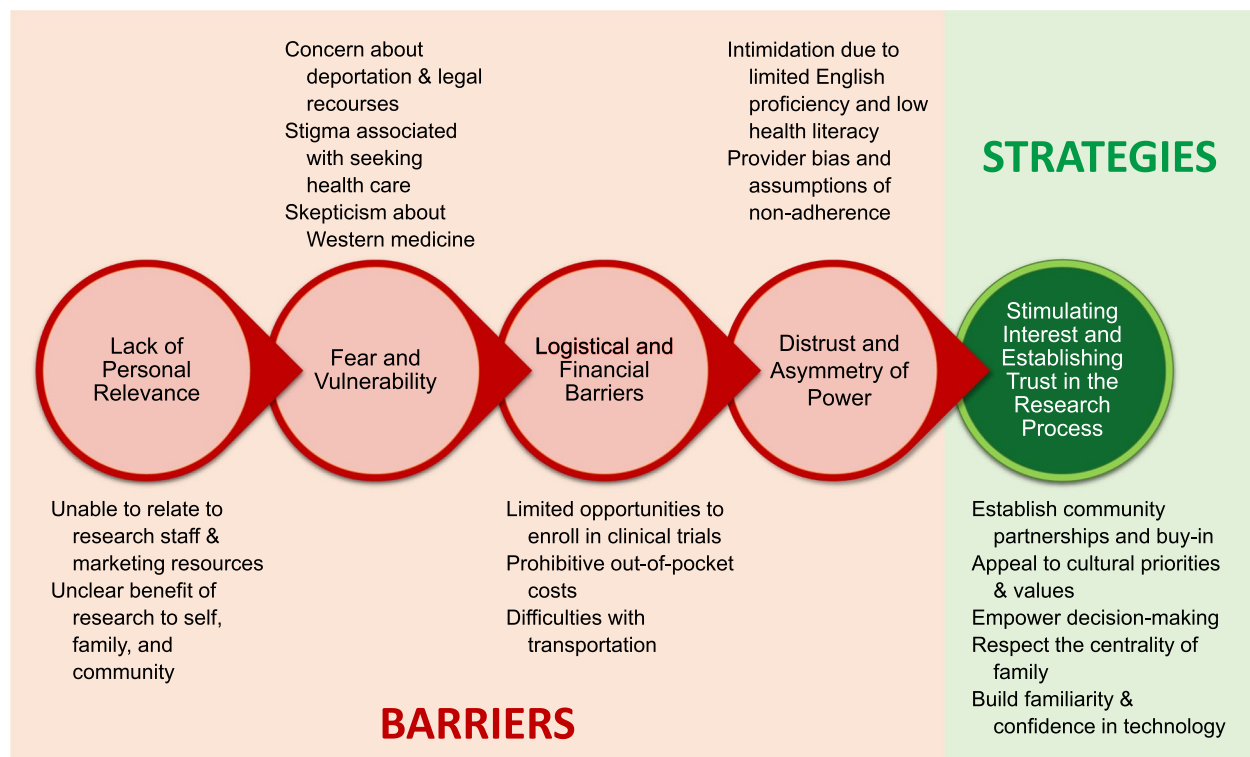 Concern about
deportation & legal
recourses
Stigma associated
with seeking
health care
Skepticism about
Western medicine
Intimidation due to
limited English
proficiency and low
health literacy
Provider bias and
assumptions of
non-adherence
STRATEGIES
Lack of
Personal
Relevance
Fear and
Vulnerability
Logistical and
Financial
Barriers
Distrust and
Asymmetry of
Power
Stimulating
Interest and
Establishing
Trust in the
Research
Process
Unable to relate to
research staff &
marketing resources
Unclear benefit of
research to self,
family, and
community
Limited opportunities to
enroll in clinical trials
Prohibitive out-of-pocket
costs
Difficulties with
transportation
Establish community
partnerships and buy-in
Appeal to cultural priorities
& values
Empower decision-making
Respect the centrality of
family
Build familiarity &
confidence in technology
BARRIERS